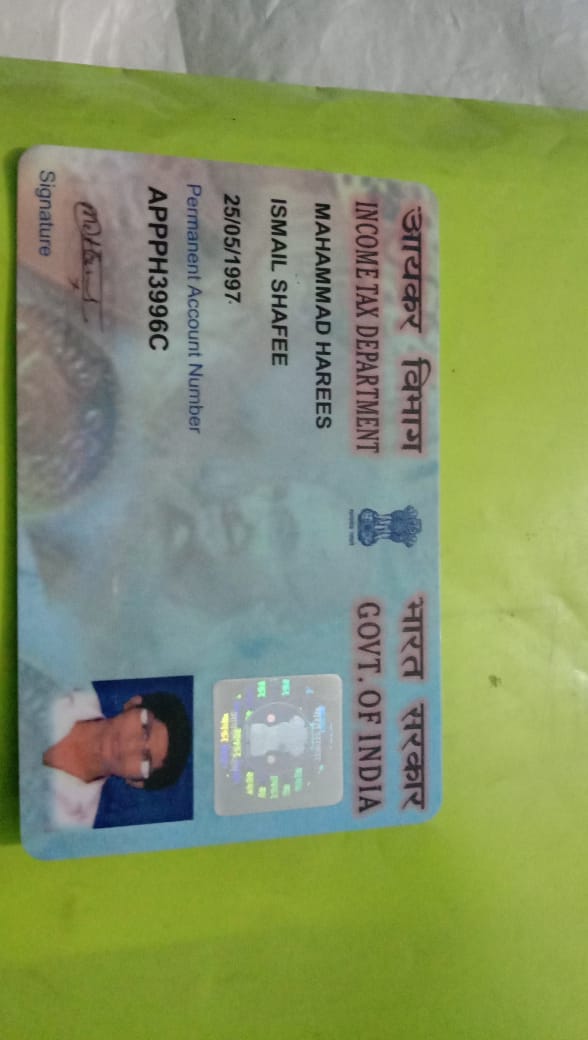 आयकर विभाग
INCOME TAX DEPARTMENT
भारत सरकार
GOVT. OF INDIA
MAHAMMAD HAREES
ISMAIL SHAFEE
25/05/1997
Permanent Account Number
APPPH3996C
Signature